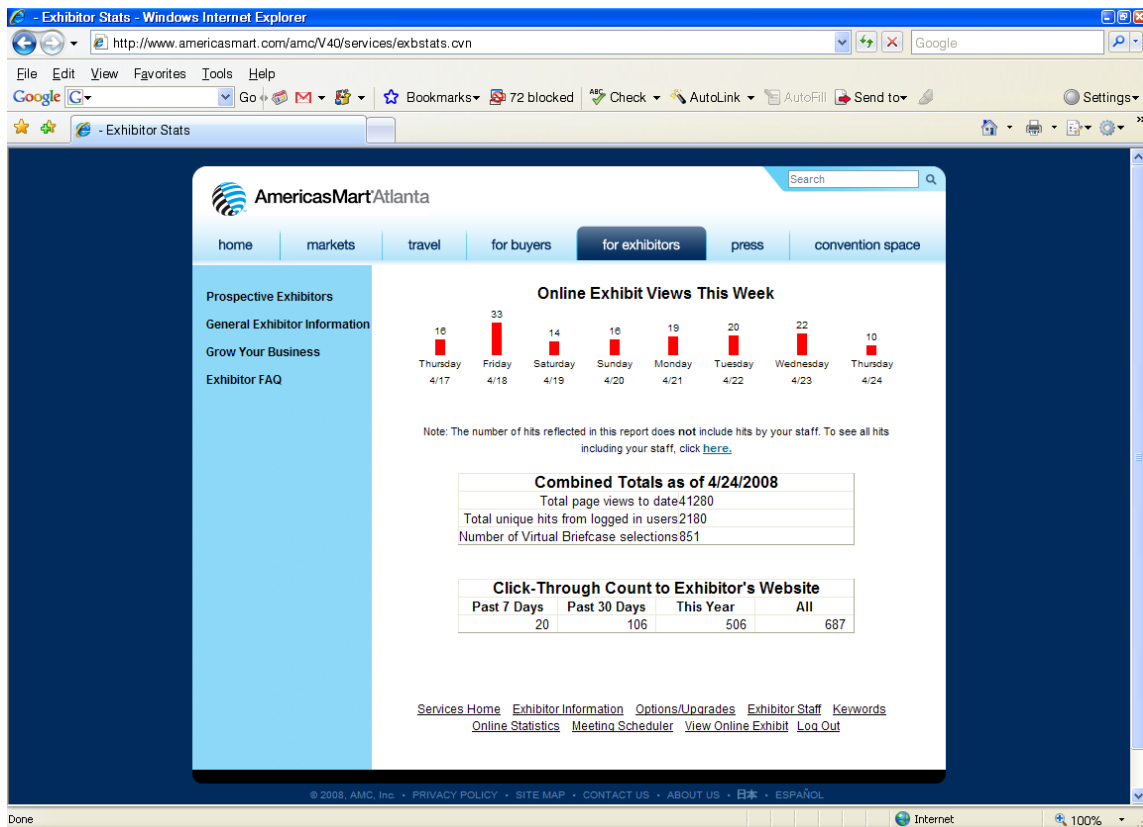 - Exhibitor Stats - Windows Internet Explorer
http://www.americasmart.com/amc/V40/services/exbstats.cvn
Google
File Edit View Favorites Tools Help
Google G Go Bookmarks 72 blocked ABC Check AutoLink AutoFill Send to Settings
- Exhibitor Stats
Search
AmericasMart Atlanta
home markets travel for buyers for exhibitors press convention space
Prospective Exhibitors
General Exhibitor Information
Grow Your Business
Exhibitor FAQ
Online Exhibit Views This Week
16 33 14 16 19 20 22 10
Thursday Friday Saturday Sunday Monday Tuesday Wednesday Thursday
4/17 4/18 4/19 4/20 4/21 4/22 4/23 4/24
Note: The number of hits reflected in this report does not include hits by your staff. To see all hits
including your staff, click here.
Combined Totals as of 4/24/2008
Total page views to date 41280
Total unique hits from logged in users 2180
Number of Virtual Briefcase selections 851
Click-Through Count to Exhibitor's Website
Past 7 Days Past 30 Days This Year All
20 106 506 687
Services Home Exhibitor Information Options/Upgrades Exhibitor Staff Keywords
Online Statistics Meeting Scheduler View Online Exhibit Log Out
© 2008, AMC, Inc. • PRIVACY POLICY • SITE MAP • CONTACT US • ABOUT US • 日本 • ESPAÑOL
Done Internet 100%